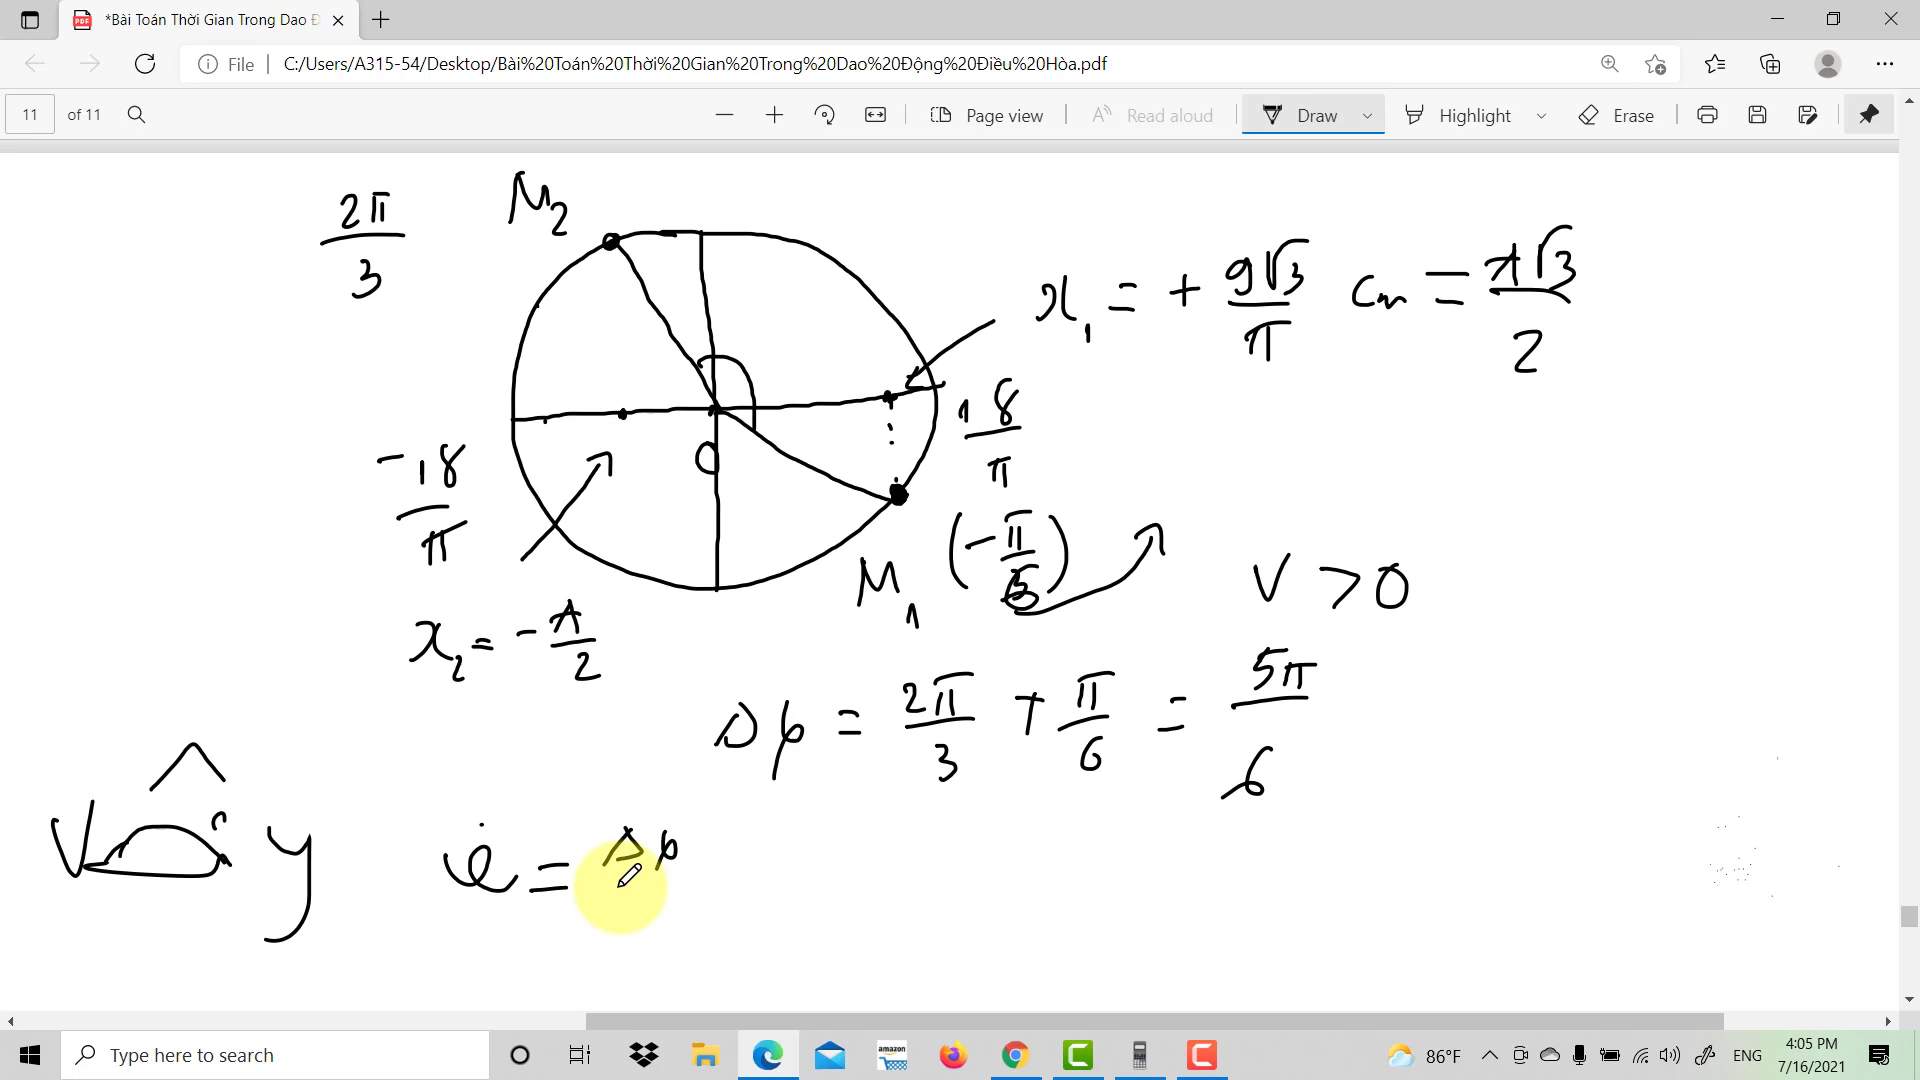 *Bài Toán Thời Gian Trong Dao Đ
File
C:/Users/A315-54/Desktop/Bài%20Toán%20Thời%20Gian%20Trong%20Dao%20Động%20Điều%20Hòa.pdf
11 of 11
Page view
Read aloud
Draw
Highlight
Erase
2π/3
M₂
x₁ = + 9√3/π cm = A√3/2
18/π
-18/π
O
M₁ (-π/6)
V > 0
x₂ = - A/2
Δφ = 2π/3 + π/6 = 5π/6
Δφ
Type here to search
amazon
86°F
ENG
4:05 PM
7/16/2021